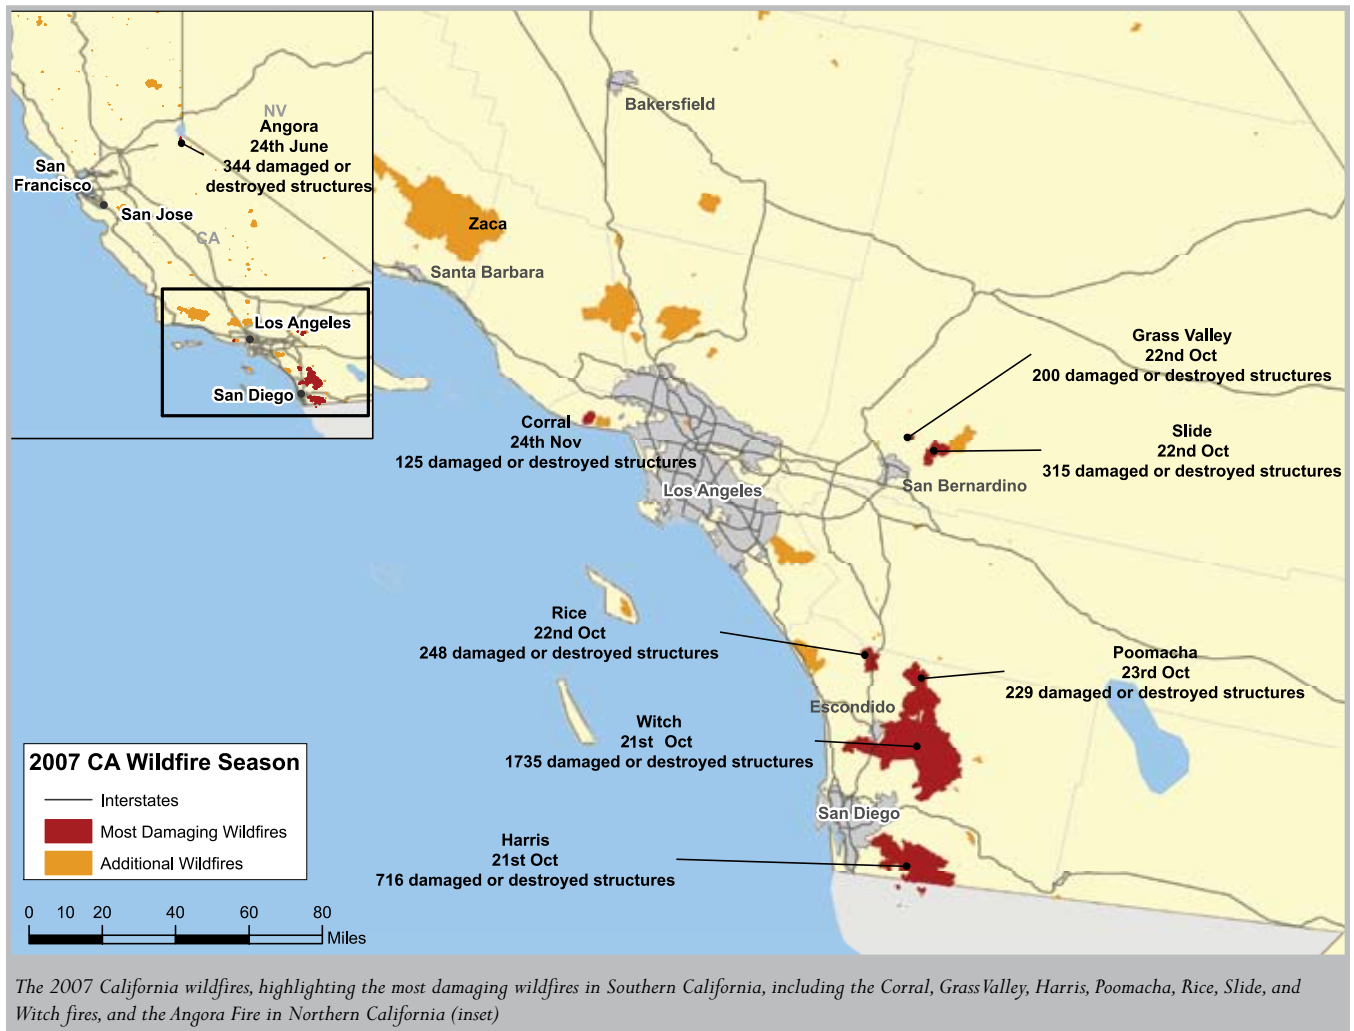 NV
Angora
24th June
344 damaged or
destroyed structures
San
Francisco
San Jose
CA
Los Angeles
San Diego
Bakersfield
Zaca
Santa Barbara
Grass Valley
22nd Oct
200 damaged or destroyed structures
Corral
24th Nov
125 damaged or destroyed structures
Slide
22nd Oct
315 damaged or destroyed structures
San Bernardino
Los Angeles
Rice
22nd Oct
248 damaged or destroyed structures
Poomacha
23rd Oct
229 damaged or destroyed structures
Escondido
Witch
21st Oct
1735 damaged or destroyed structures
San Diego
Harris
21st Oct
716 damaged or destroyed structures
2007 CA Wildfire Season
Interstates
Most Damaging Wildfires
Additional Wildfires
0 10 20 40 60 80
Miles
The 2007 California wildfires, highlighting the most damaging wildfires in Southern California, including the Corral, Grass Valley, Harris, Poomacha, Rice, Slide, and
Witch fires, and the Angora Fire in Northern California (inset)